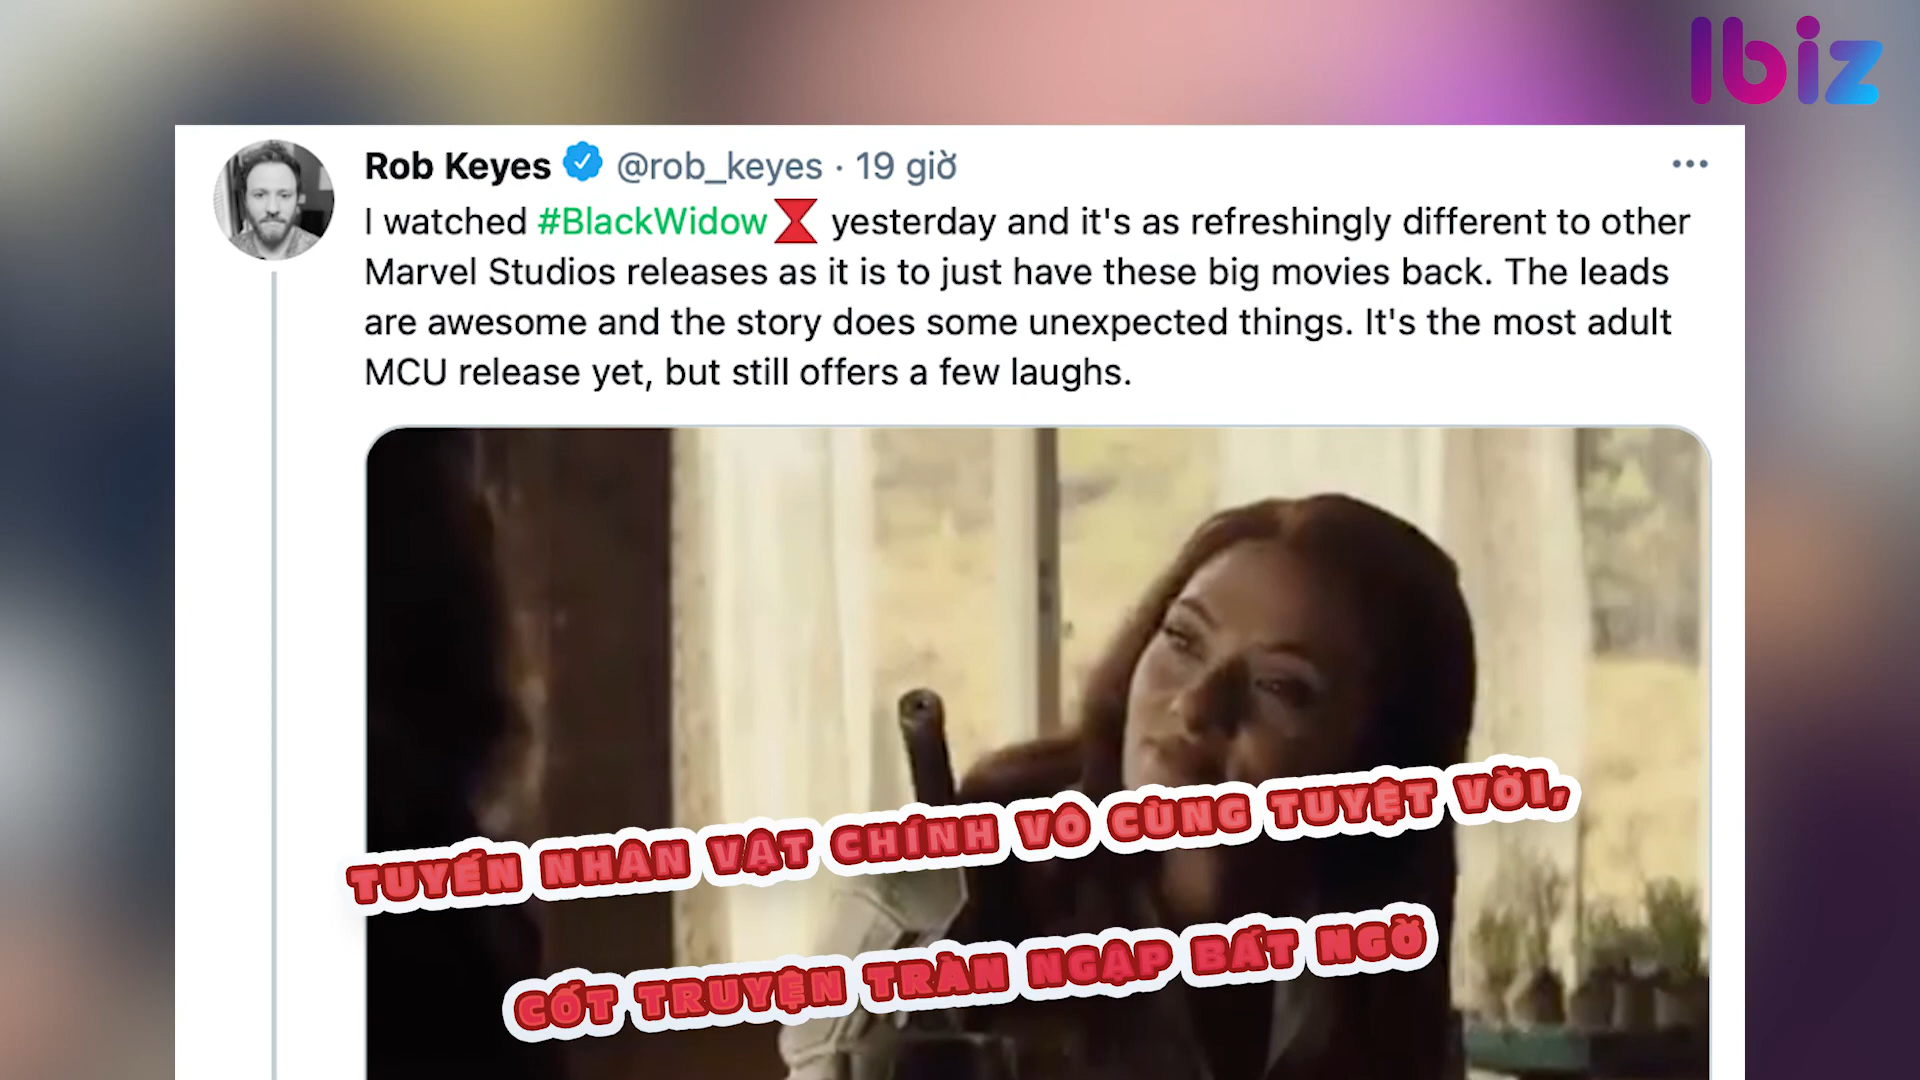 Ibiz
Rob Keyes @rob_keyes · 19 giờ
I watched #BlackWidow yesterday and it's as refreshingly different to other
Marvel Studios releases as it is to just have these big movies back. The leads
are awesome and the story does some unexpected things. It's the most adult
MCU release yet, but still offers a few laughs.
TUYẾN NHÂN VẬT CHÍNH VÔ CÙNG TUYỆT VỜI,
CỐT TRUYỆN TRÀN NGẬP BẤT NGỜ